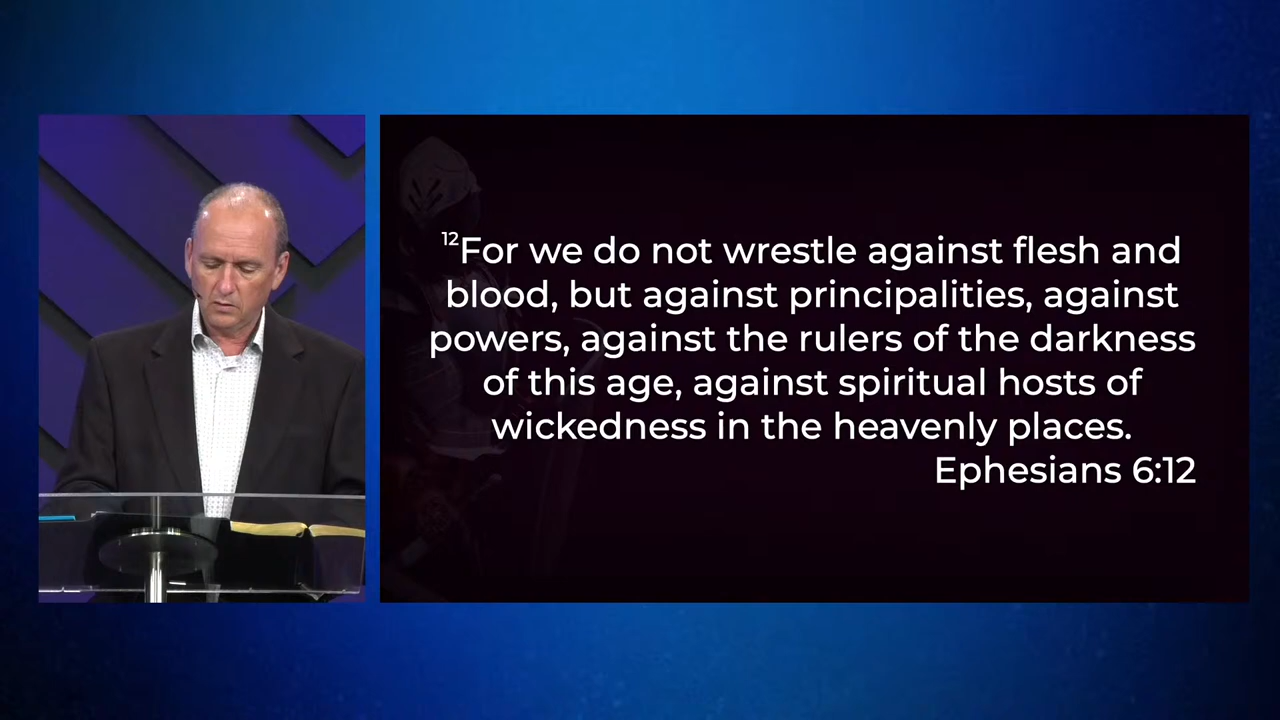 12For we do not wrestle against flesh and
blood, but against principalities, against
powers, against the rulers of the darkness
of this age, against spiritual hosts of
wickedness in the heavenly places.
Ephesians 6:12